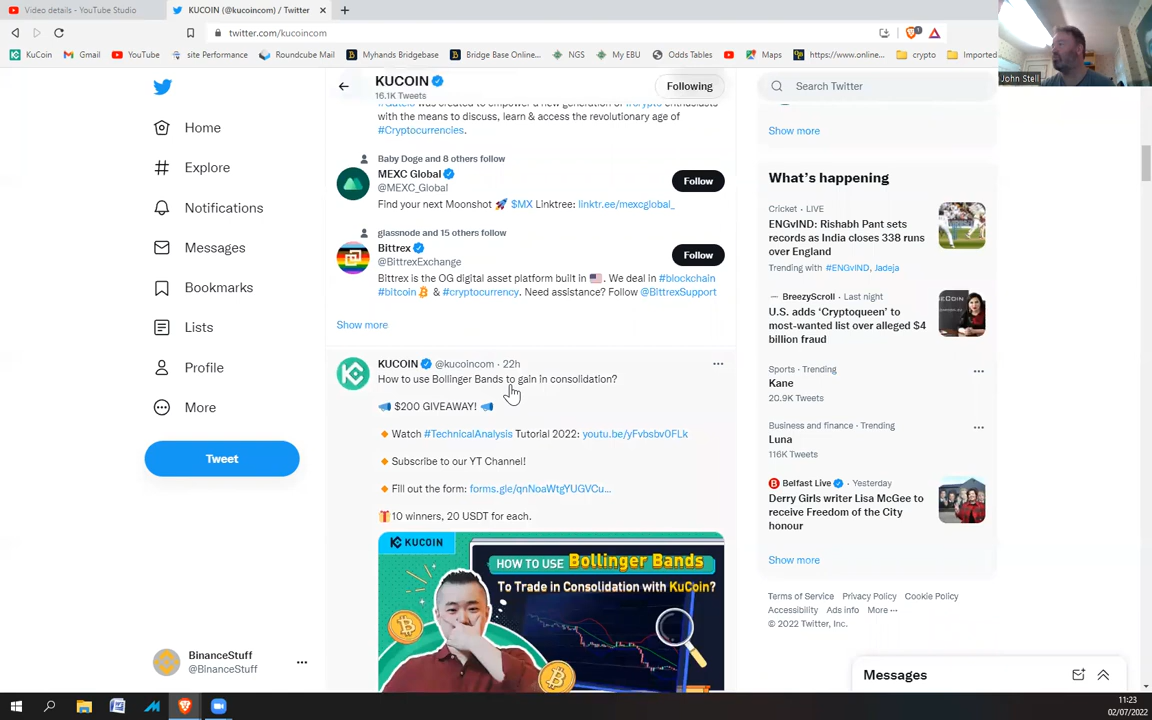 Video details - YouTube Studio
KUCOIN (@kucoincom) / Twitter
twitter.com/kucoincom
KuCoin
Gmail
YouTube
site Performance
Roundcube Mail
Myhands Bridgebase
Bridge Base Online...
NGS
My EBU
Odds Tables
Maps
https://www.online...
crypto
Imported
John Stell
KUCOIN
16.1K Tweets
Following
Search Twitter
Home
Explore
Notifications
Messages
Bookmarks
Lists
Profile
More
Tweet
BinanceStuff
@BinanceStuff
was created to empower a new generation of #crypto enthusiasts
with the means to discuss, learn & access the revolutionary age of
#Cryptocurrencies.
Baby Doge and 8 others follow
MEXC Global
@MEXC_Global
Follow
Find your next Moonshot 🚀 $MX Linktree: linktr.ee/mexcglobal_
glassnode and 15 others follow
Bittrex
@BittrexExchange
Follow
Bittrex is the OG digital asset platform built in 🇺🇸. We deal in #blockchain
#bitcoin & #cryptocurrency. Need assistance? Follow @BittrexSupport
Show more
KUCOIN @kucoincom · 22h
How to use Bollinger Bands to gain in consolidation?
📣 $200 GIVEAWAY! 📣
🔸Watch #TechnicalAnalysis Tutorial 2022: youtu.be/yFvbsbv0FLk
🔸Subscribe to our YT Channel!
🔸Fill out the form: forms.gle/qnNoaWtgYUGVCu...
🎁10 winners, 20 USDT for each.
KUCOIN
HOW TO USE Bollinger Bands
To Trade in Consolidation with KuCoin?
Show more
What's happening
Cricket · LIVE
ENGvIND: Rishabh Pant sets
records as India closes 338 runs
over England
Trending with #ENGvIND, Jadeja
BreezyScroll · Last night
U.S. adds 'Cryptoqueen' to
most-wanted list over alleged $4
billion fraud
Sports · Trending
Kane
20.9K Tweets
Business and finance · Trending
Luna
116K Tweets
Belfast Live · Yesterday
Derry Girls writer Lisa McGee to
receive Freedom of the City
honour
Show more
Terms of Service Privacy Policy Cookie Policy
Accessibility Ads info More ···
© 2022 Twitter, Inc.
Messages
11:23
02/07/2022